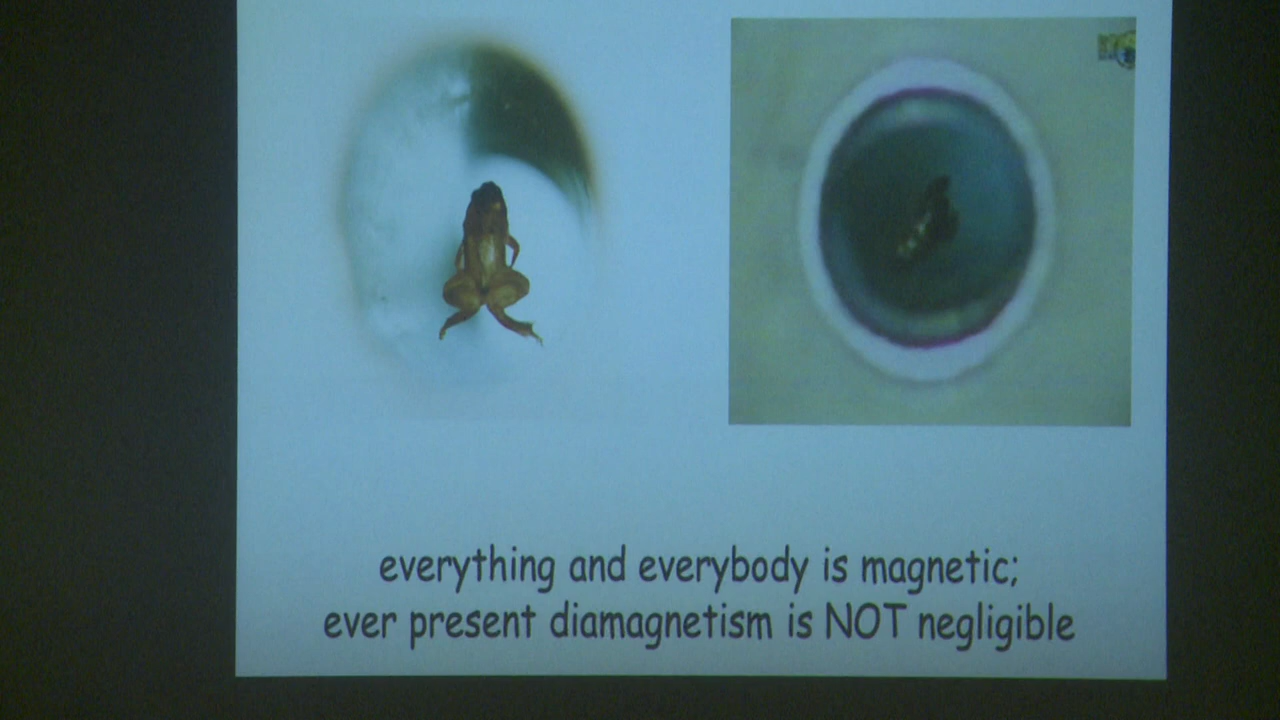 everything and everybody is magnetic;
ever present diamagnetism is NOT negligible